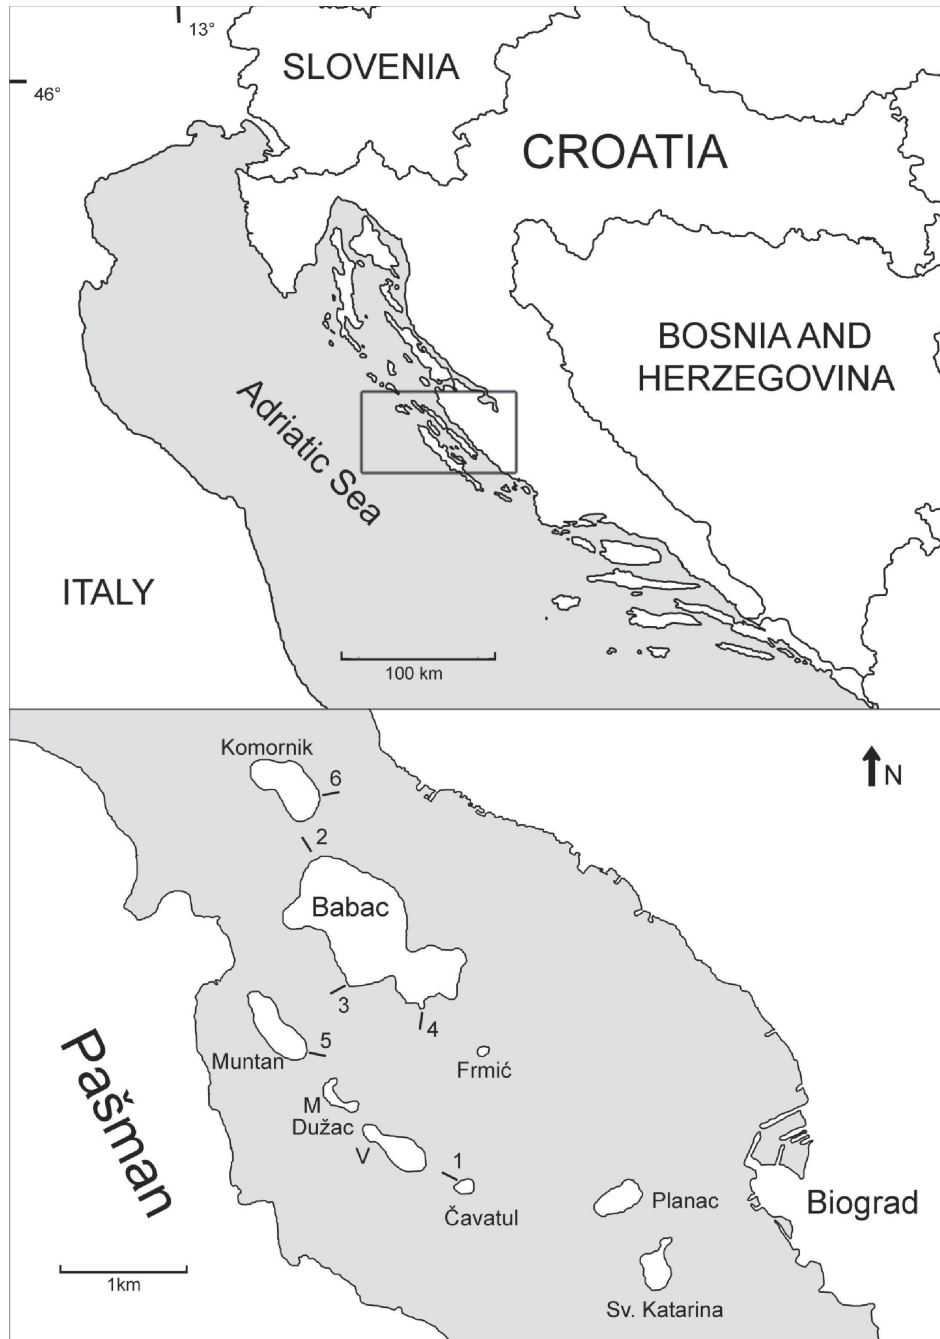 13°
46°
SLOVENIA
CROATIA
BOSNIA AND
HERZEGOVINA
Adriatic Sea
ITALY
100 km
Komornik
6
N
2
Babac
3
4
5
Muntan
Frmić
M
Dužac
V
1
Čavatul
Pašman
Planac
Biograd
1km
Sv. Katarina